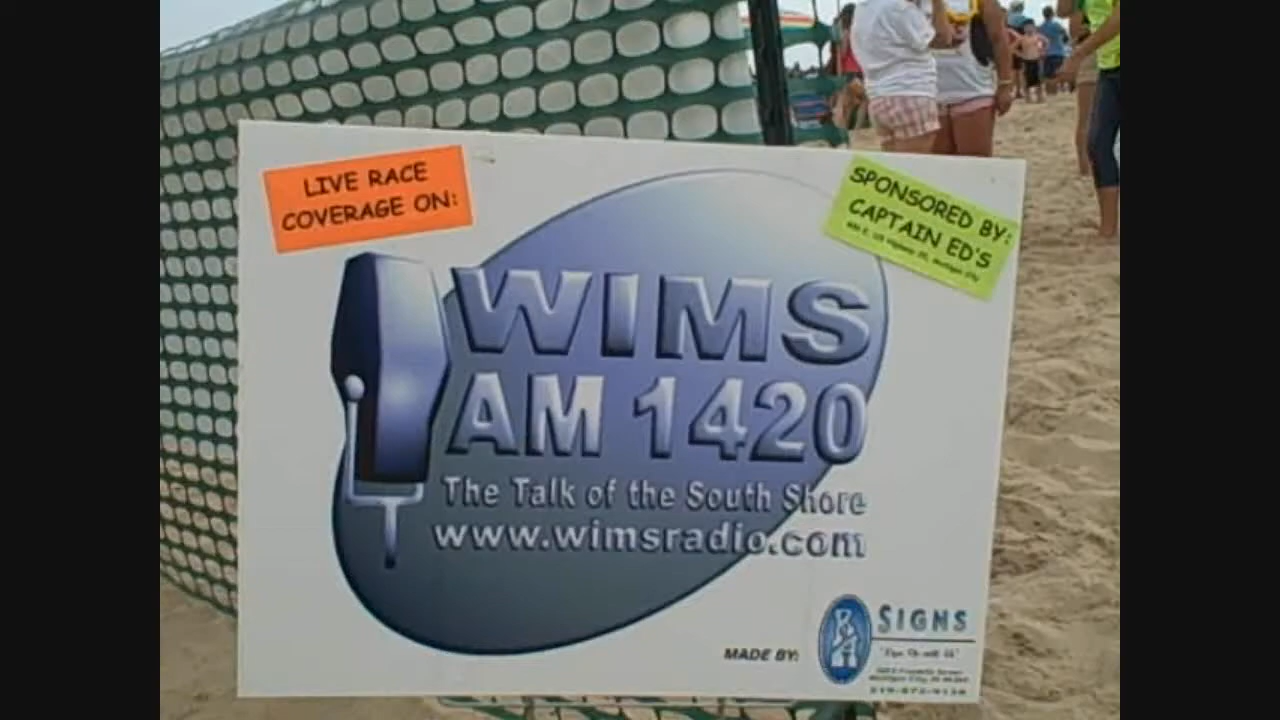 LIVE RACE
COVERAGE ON:
SPONSORED BY:
CAPTAIN ED'S
WIMS
AM 1420
The Talk of the South Shore
www.wimsradio.com
MADE BY:
SIGNS